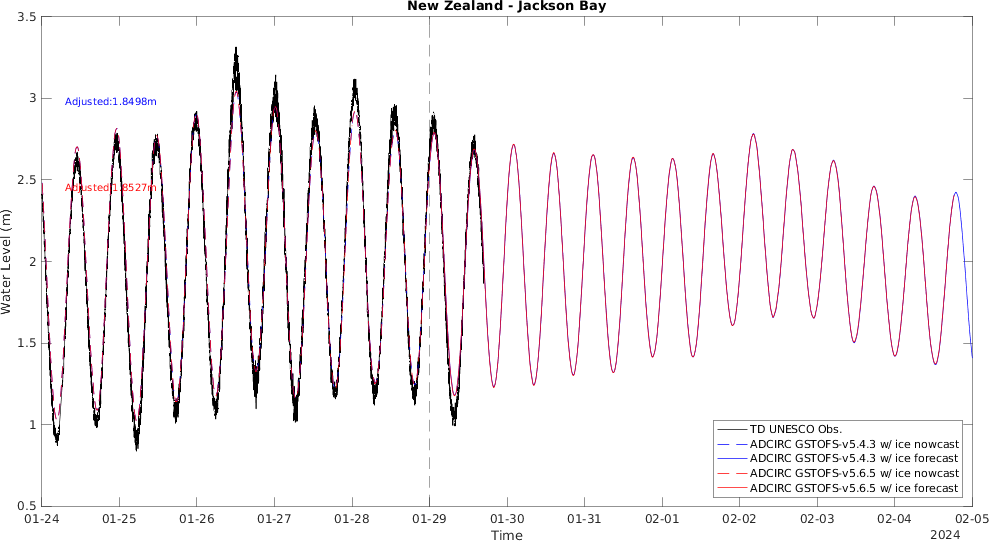 New Zealand - Jackson Bay
3.5
3
2.5
2
1.5
1
0.5
Water Level (m)
Adjusted:1.8498m
Adjusted:1.8527m
TD UNESCO Obs.
ADCIRC GSTOFS-v5.4.3 w/ ice nowcast
ADCIRC GSTOFS-v5.4.3 w/ ice forecast
ADCIRC GSTOFS-v5.6.5 w/ ice nowcast
ADCIRC GSTOFS-v5.6.5 w/ ice forecast
01-24 01-25 01-26 01-27 01-28 01-29 01-30 01-31 02-01 02-02 02-03 02-04 02-05
Time
2024